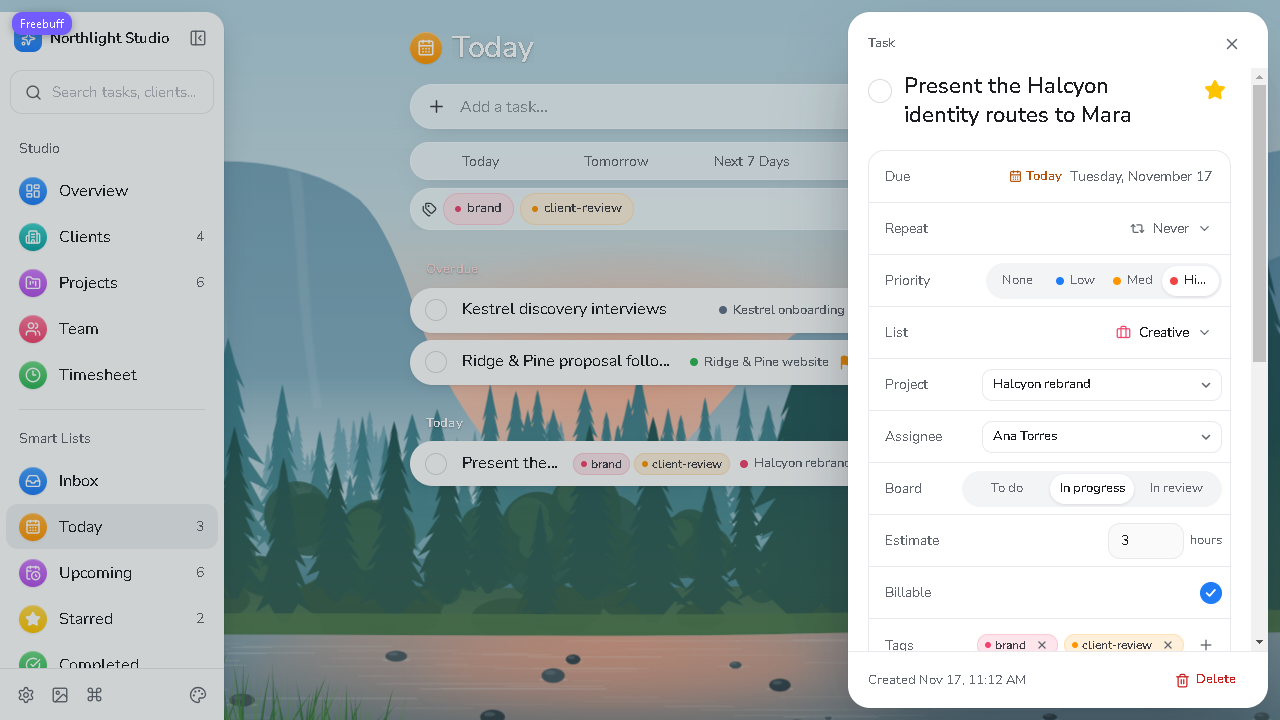 Freebuff
Northlight Studio
Search tasks, clients...
Studio
Overview
Clients 4
Projects 6
Team
Timesheet
Smart Lists
Inbox
Today 3
Upcoming 6
Starred 2
Completed
Today
Add a task...
Today Tomorrow Next 7 Days
brand client-review
Overdue
Kestrel discovery interviews Kestrel onboarding
Ridge & Pine proposal follo... Ridge & Pine website
Today
Present the... brand client-review Halcyon rebrand
Task
Present the Halcyon
identity routes to Mara
Due Today Tuesday, November 17
Repeat Never
Priority None Low Med Hi...
List Creative
Project Halcyon rebrand
Assignee Ana Torres
Board To do In progress In review
Estimate 3 hours
Billable
Tags brand client-review
Created Nov 17, 11:12 AM Delete